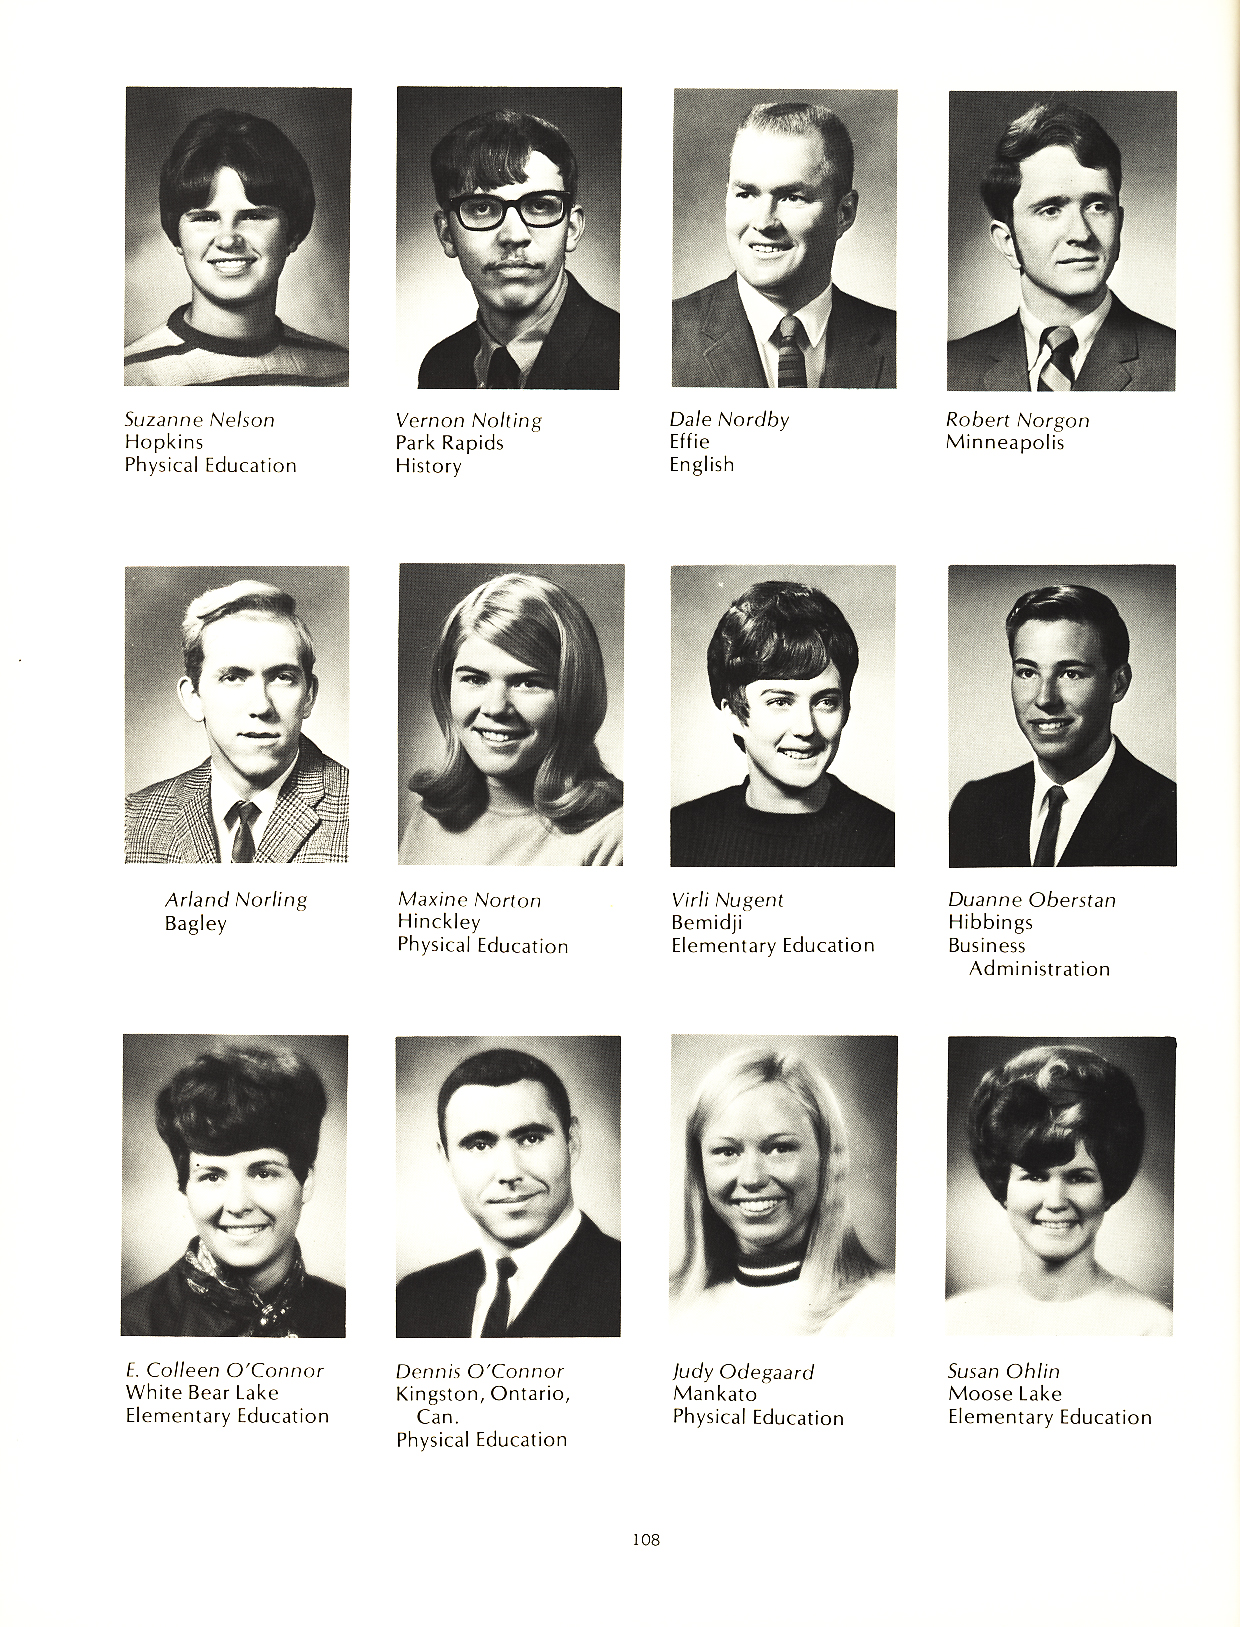 Suzanne Nelson
Hopkins
Physical Education
Vernon Nolting
Park Rapids
History
Dale Nordby
Effie
English
Robert Norgon
Minneapolis
Arland Norling
Bagley
Maxine Norton
Hinckley
Physical Education
Virli Nugent
Bemidji
Elementary Education
Duanne Oberstan
Hibbings
Business
Administration
E. Colleen O'Connor
White Bear Lake
Elementary Education
Dennis O'Connor
Kingston, Ontario,
Can.
Physical Education
Judy Odegaard
Mankato
Physical Education
Susan Ohlin
Moose Lake
Elementary Education
108